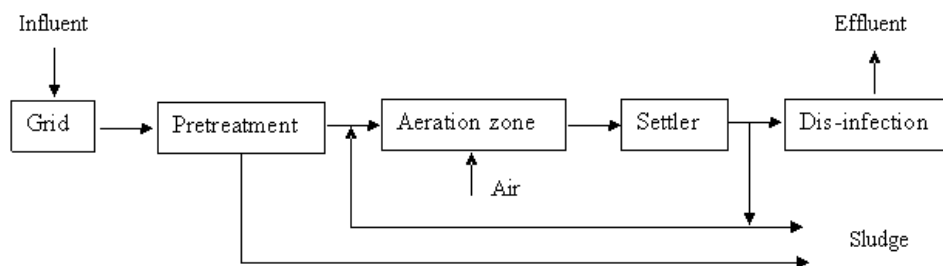 Influent
Effluent
Grid
Pretreatment
Aeration zone
Settler
Dis-infection
Air
Sludge